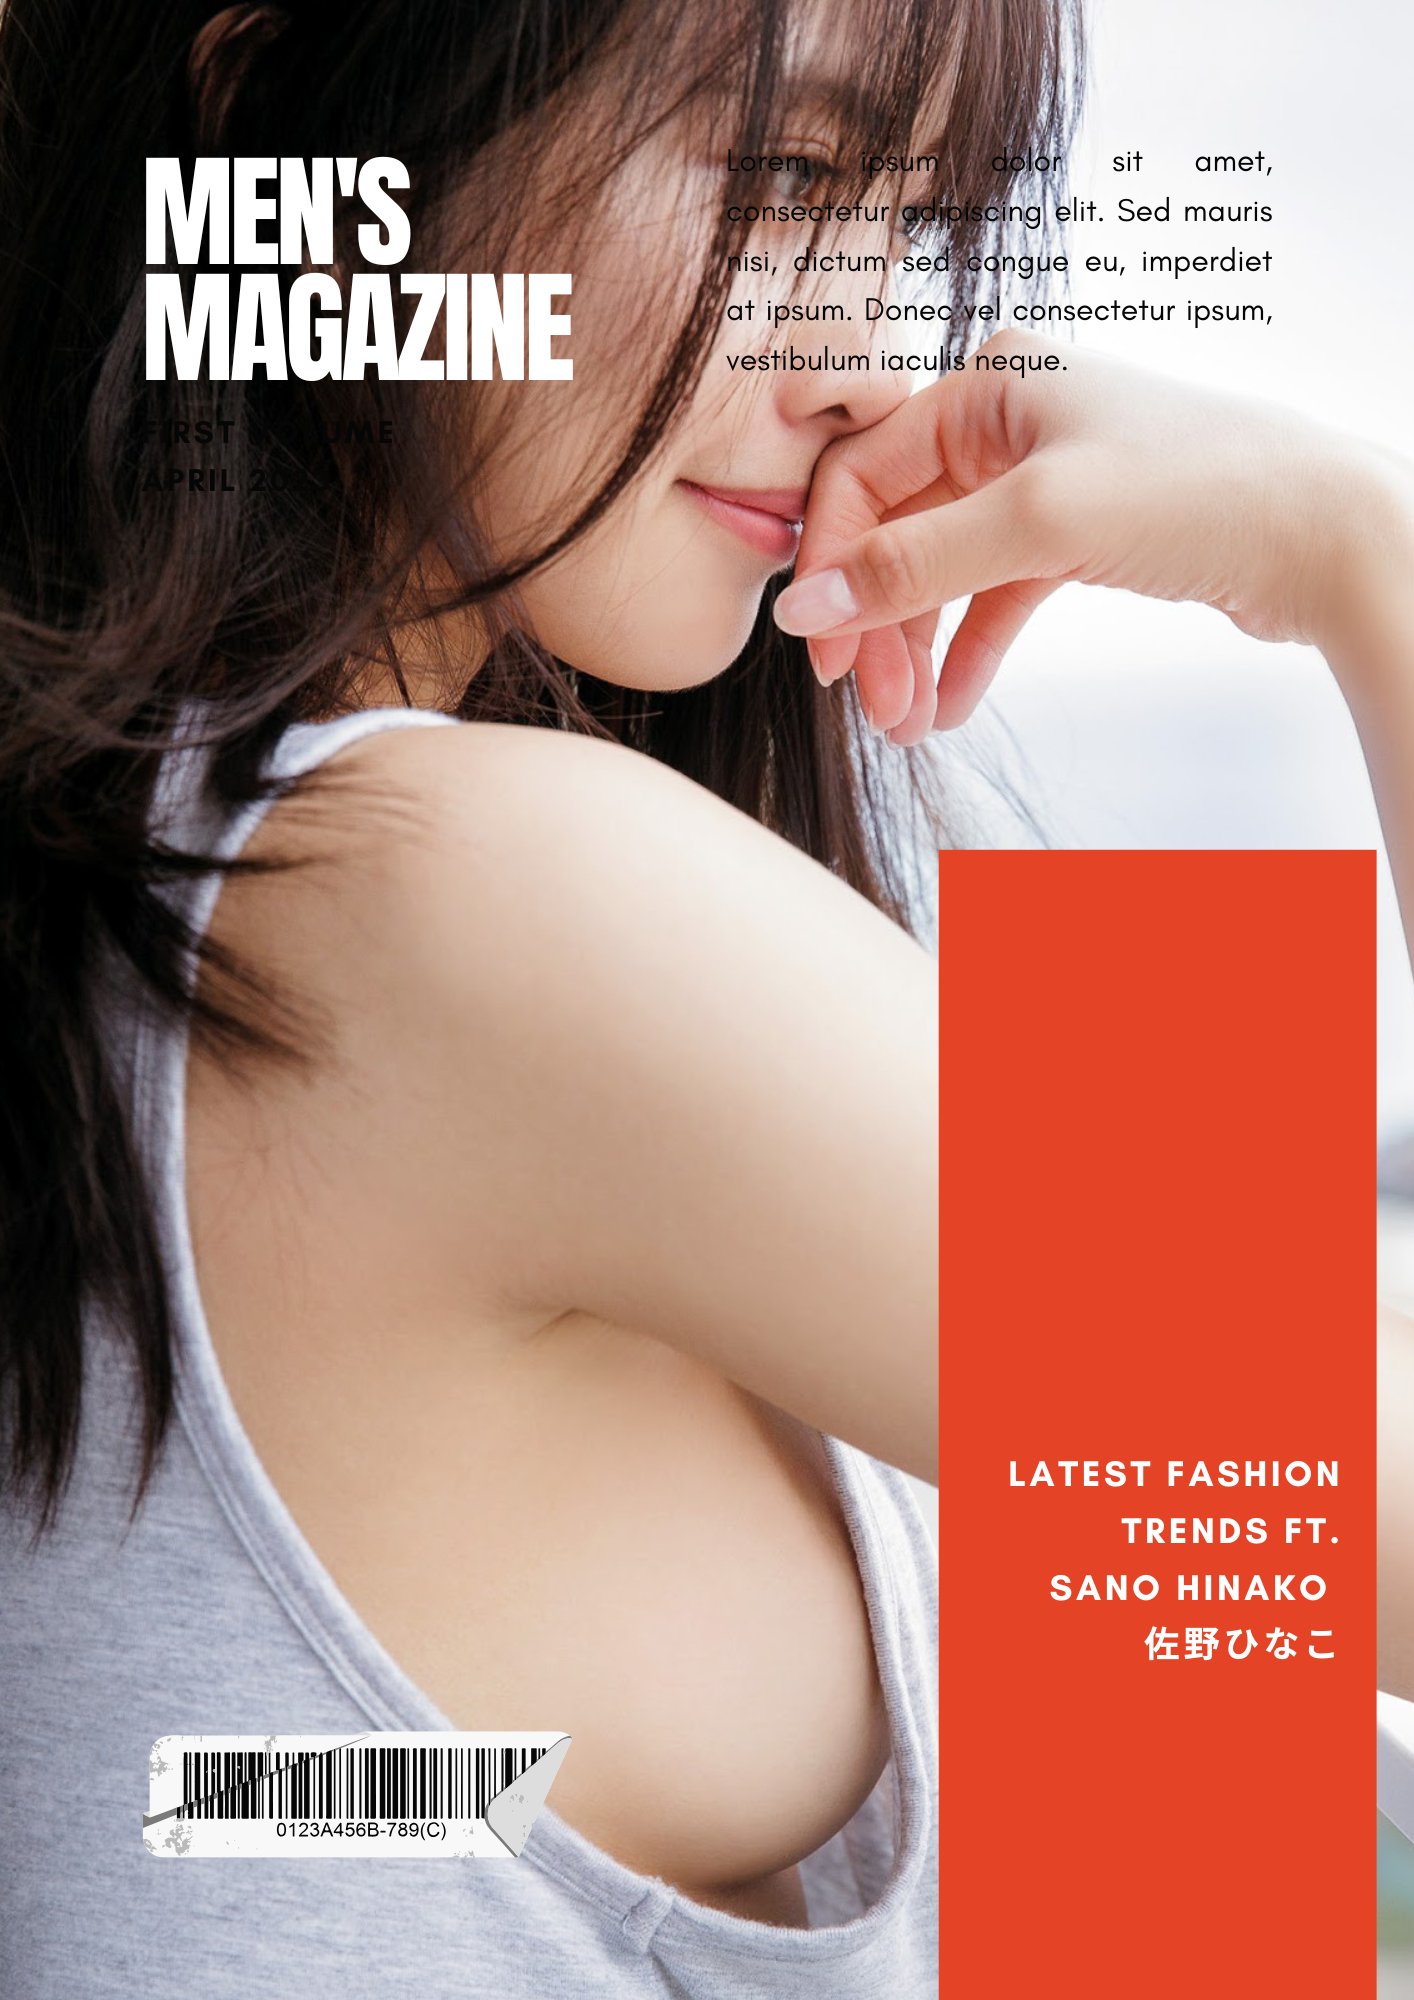 MEN'S
MAGAZINE
FIRST VOLUME
APRIL
Lorem ipsum dolor sit amet,
consectetur adipiscing elit. Sed mauris
nisi, dictum sed congue eu, imperdiet
at ipsum. Donec vel consectetur ipsum,
vestibulum iaculis neque.
LATEST FASHION
TRENDS FT.
SANO HINAKO
佐野ひなこ
0123A456B-789(C)